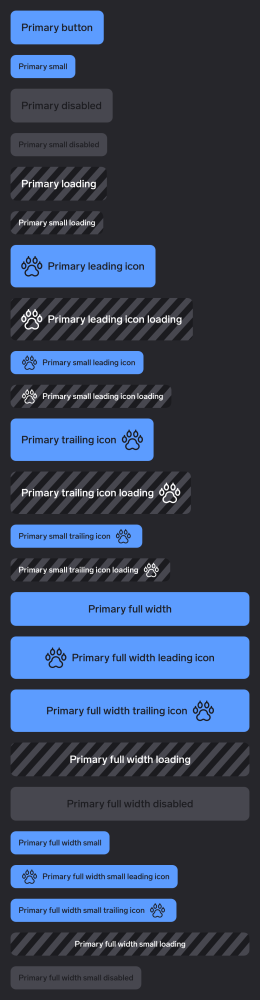 Primary button
Primary small
Primary disabled
Primary small disabled
Primary loading
Primary small loading
Primary leading icon
Primary leading icon loading
Primary small leading icon
Primary small leading icon loading
Primary trailing icon
Primary trailing icon loading
Primary small trailing icon
Primary small trailing icon loading
Primary full width
Primary full width leading icon
Primary full width trailing icon
Primary full width loading
Primary full width disabled
Primary full width small
Primary full width small leading icon
Primary full width small trailing icon
Primary full width small loading
Primary full width small disabled